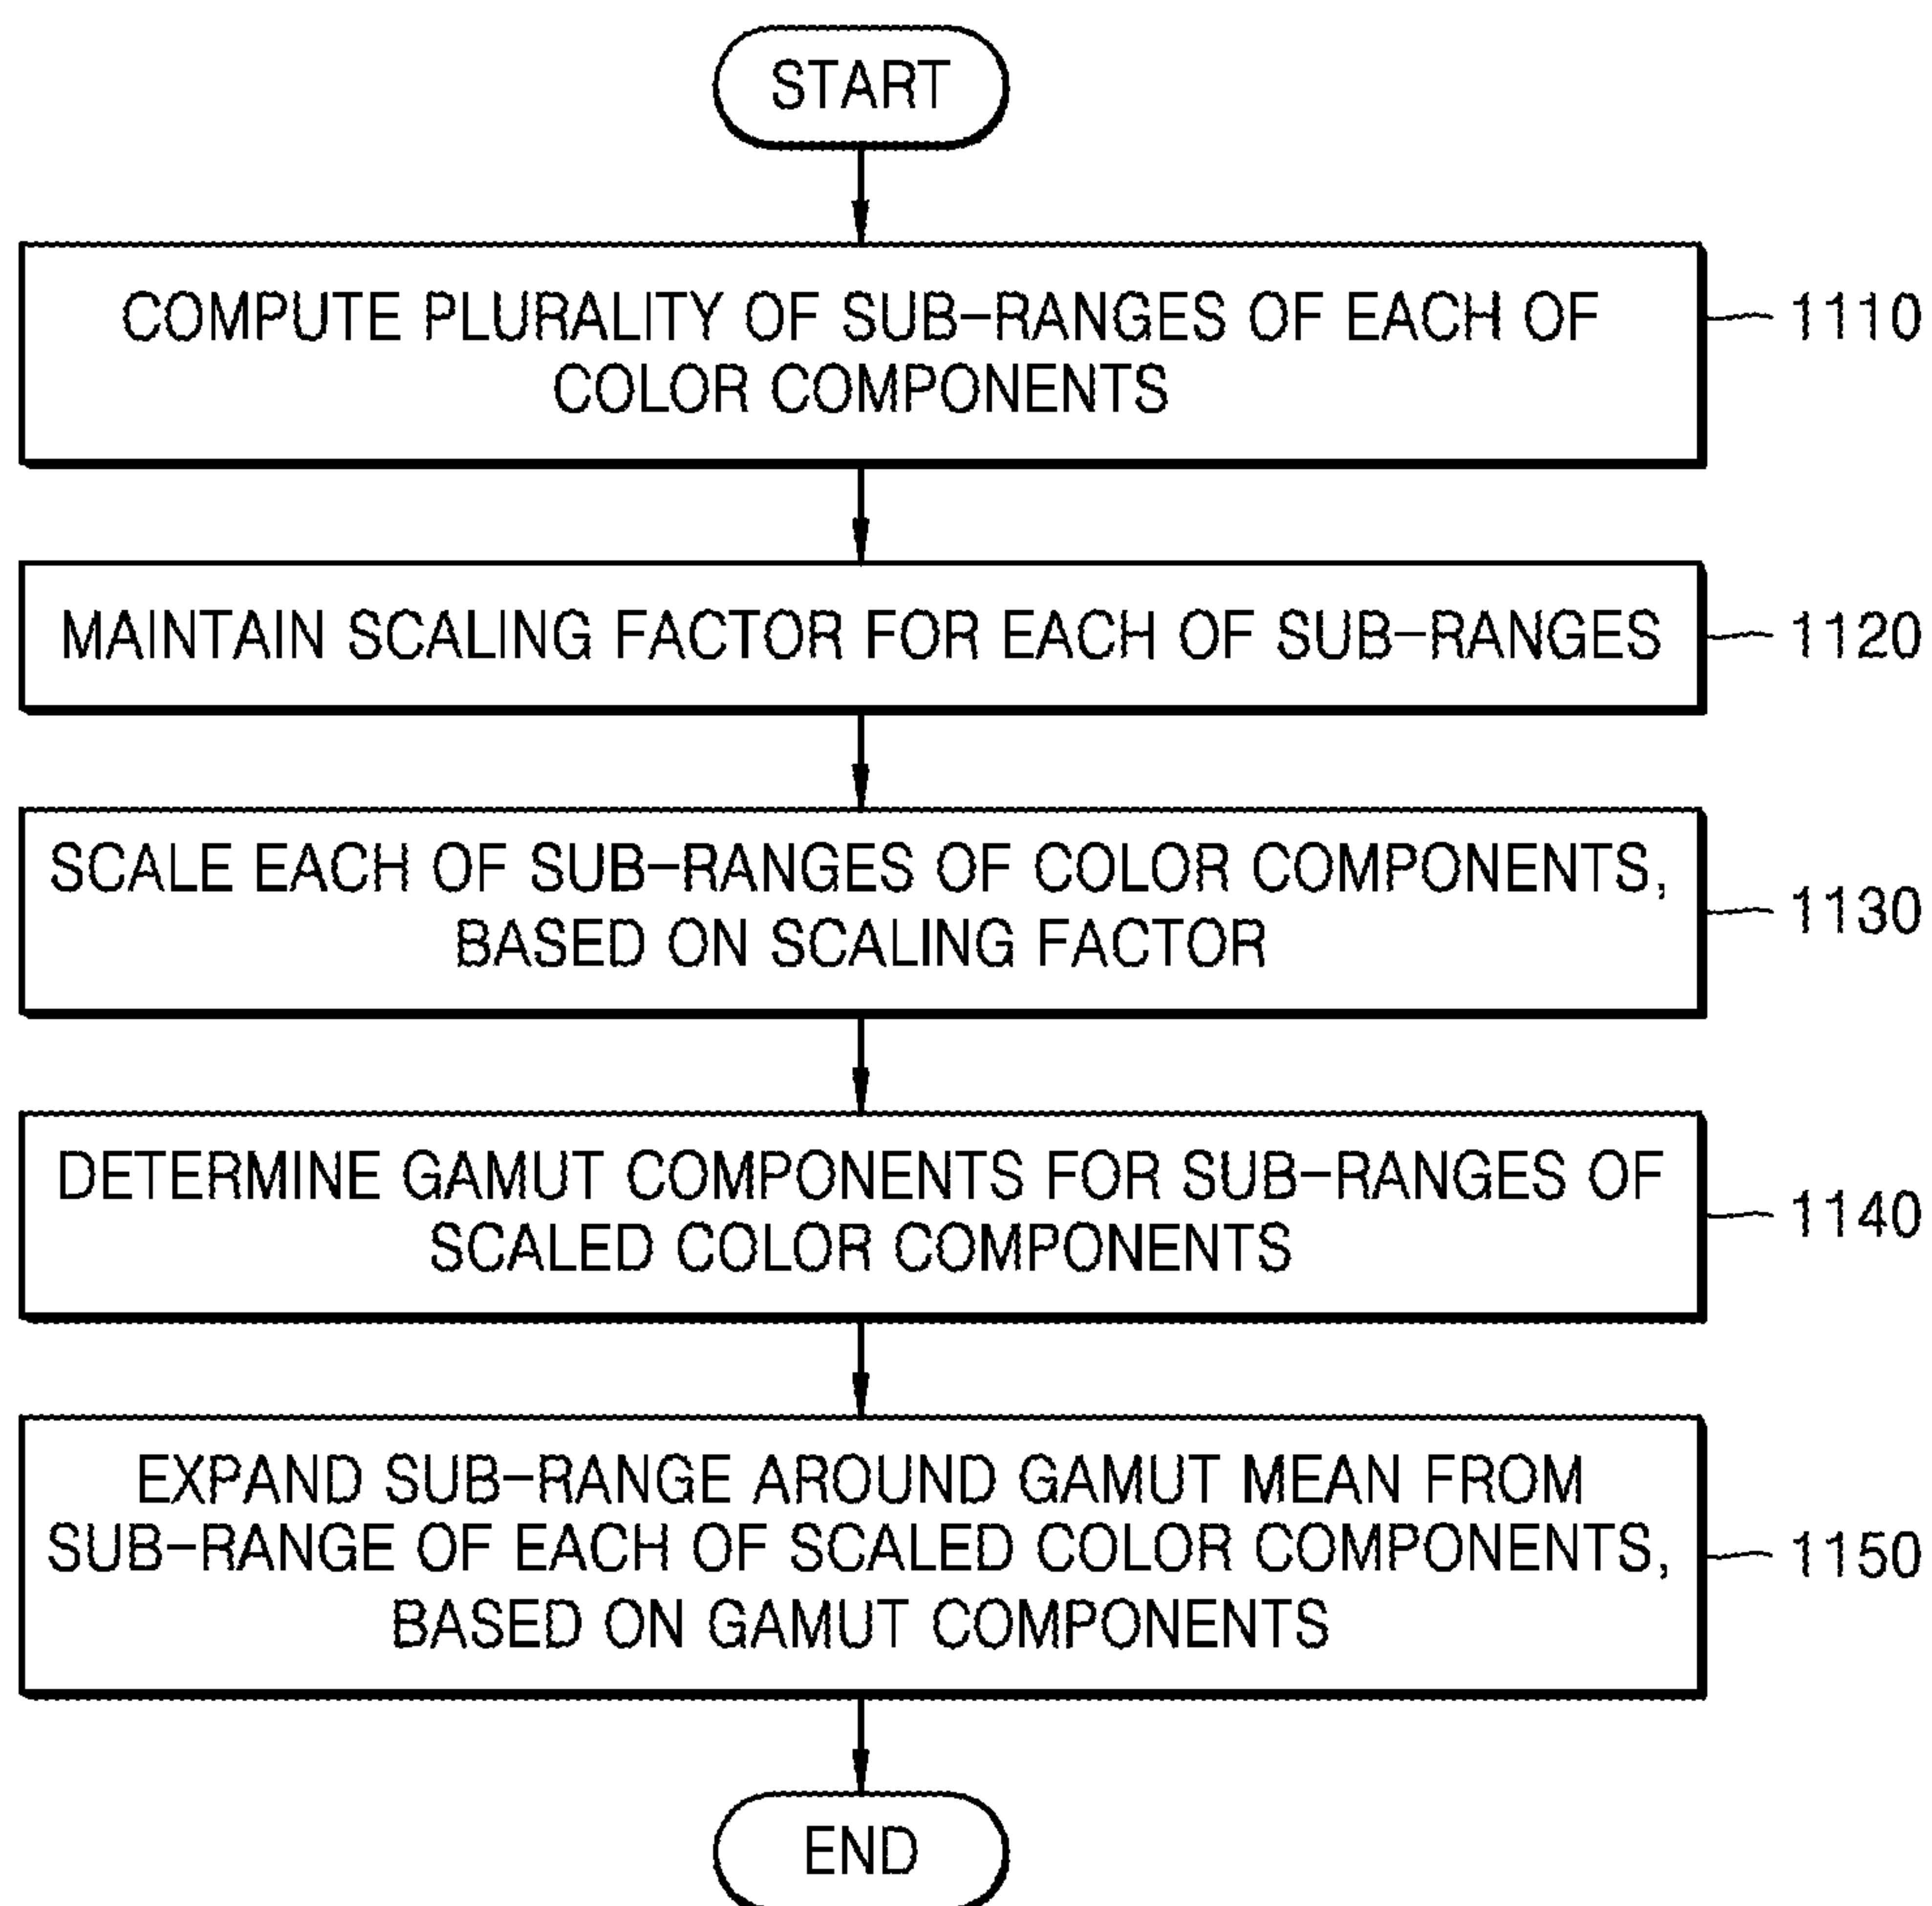 START
COMPUTE PLURALITY OF SUB-RANGES OF EACH OF
COLOR COMPONENTS
1110
MAINTAIN SCALING FACTOR FOR EACH OF SUB-RANGES
1120
SCALE EACH OF SUB-RANGES OF COLOR COMPONENTS,
BASED ON SCALING FACTOR
1130
DETERMINE GAMUT COMPONENTS FOR SUB-RANGES OF
SCALED COLOR COMPONENTS
1140
EXPAND SUB-RANGE AROUND GAMUT MEAN FROM
SUB-RANGE OF EACH OF SCALED COLOR COMPONENTS,
BASED ON GAMUT COMPONENTS
1150
END